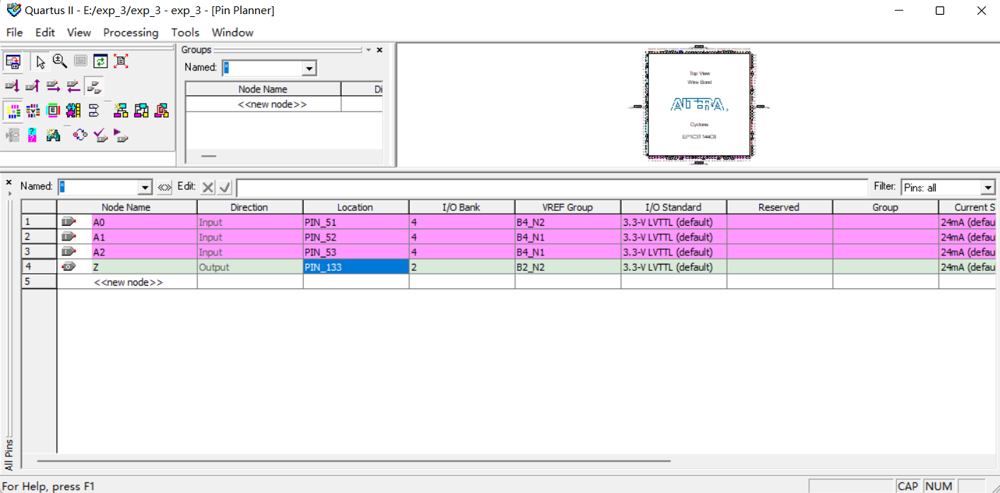 Quartus II - E:/exp_3/exp_3 - exp_3 - [Pin Planner]
File Edit View Processing Tools Window
Groups
Named: *
Node Name Di
<<new node>>
Top View
Wire Bond
ALTERA
Cyclone
EP1C3T144C8
Named: * Edit: Filter: Pins: all
Node Name Direction Location I/O Bank VREF Group I/O Standard Reserved Group Current S
1 A0 Input PIN_51 4 B4_N2 3.3-V LVTTL (default) 24mA (defau
2 A1 Input PIN_52 4 B4_N1 3.3-V LVTTL (default) 24mA (defau
3 A2 Input PIN_53 4 B4_N1 3.3-V LVTTL (default) 24mA (defau
4 Z Output PIN_133 2 B2_N2 3.3-V LVTTL (default) 24mA (defau
5 <<new node>>
All Pins
For Help, press F1
CAP NUM